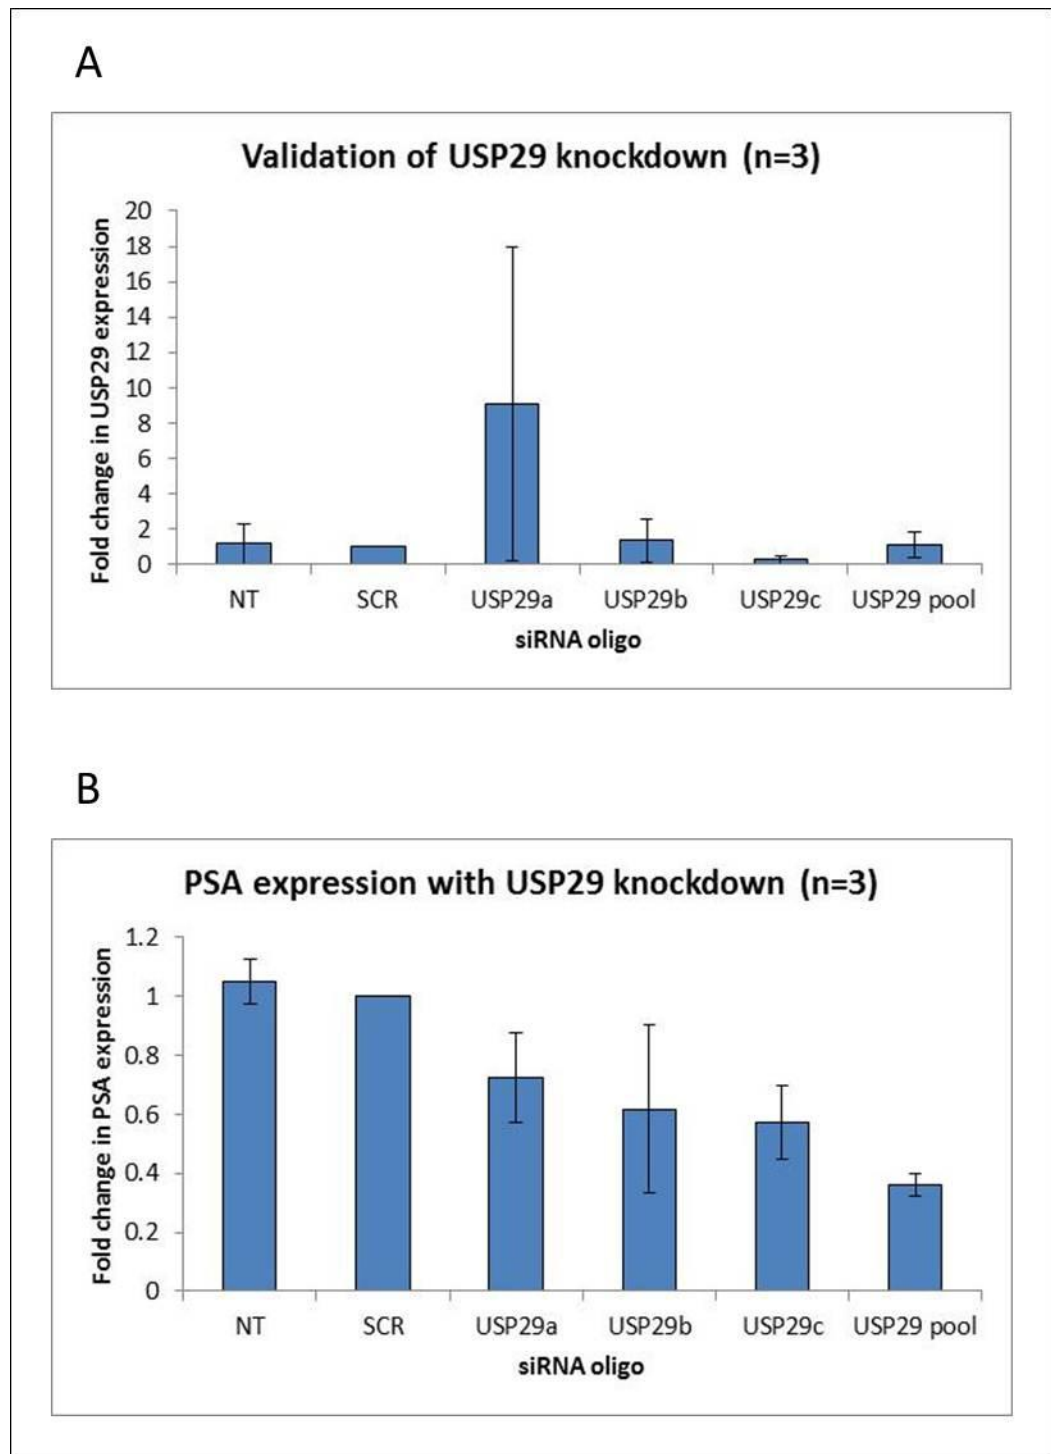 A
Validation of USP29 knockdown (n=3)
Fold change in USP29 expression
20
18
16
14
12
10
8
6
4
2
0
NT SCR USP29a USP29b USP29c USP29 pool
siRNA oligo
B
PSA expression with USP29 knockdown (n=3)
Fold change in PSA expression
1.2
1
0.8
0.6
0.4
0.2
0
NT SCR USP29a USP29b USP29c USP29 pool
siRNA oligo